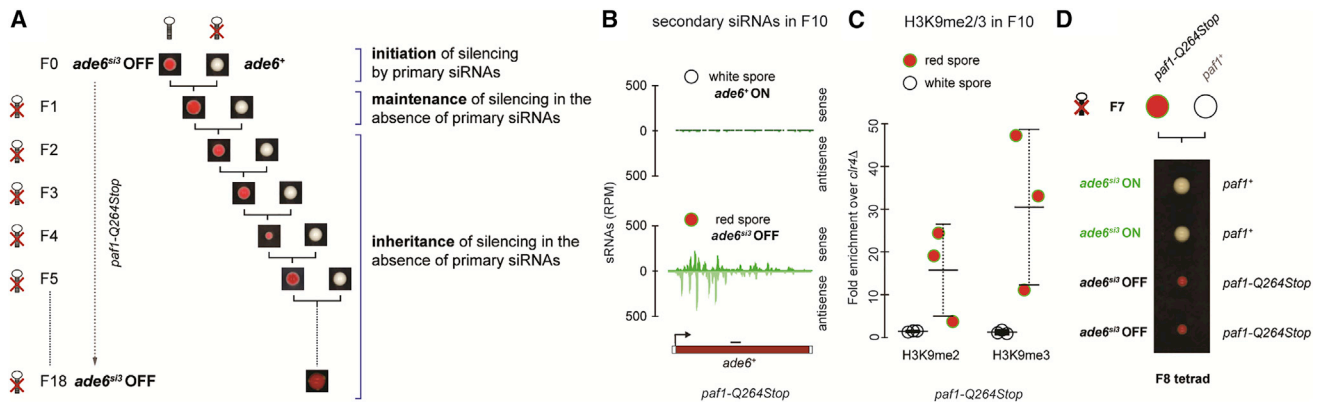 A
F0 ade6si3 OFF ade6+
F1
F2
F3
F4
F5
F18 ade6si3 OFF
paf1-Q264Stop
initiation of silencing
by primary siRNAs
maintenance of silencing in the
absence of primary siRNAs
inheritance of silencing in the
absence of primary siRNAs
B
secondary siRNAs in F10
white spore
ade6+ ON
500
0
500
sense
antisense
red spore
ade6si3 OFF
500
0
500
sense
antisense
sRNAs (RPM)
ade6+
paf1-Q264Stop
C
H3K9me2/3 in F10
red spore
white spore
Fold enrichment over clr4Δ
50
40
30
20
10
0
H3K9me2 H3K9me3
paf1-Q264Stop
D
paf1-Q264Stop
paf1+
F7
ade6si3 ON paf1+
ade6si3 ON paf1+
ade6si3 OFF paf1-Q264Stop
ade6si3 OFF paf1-Q264Stop
F8 tetrad